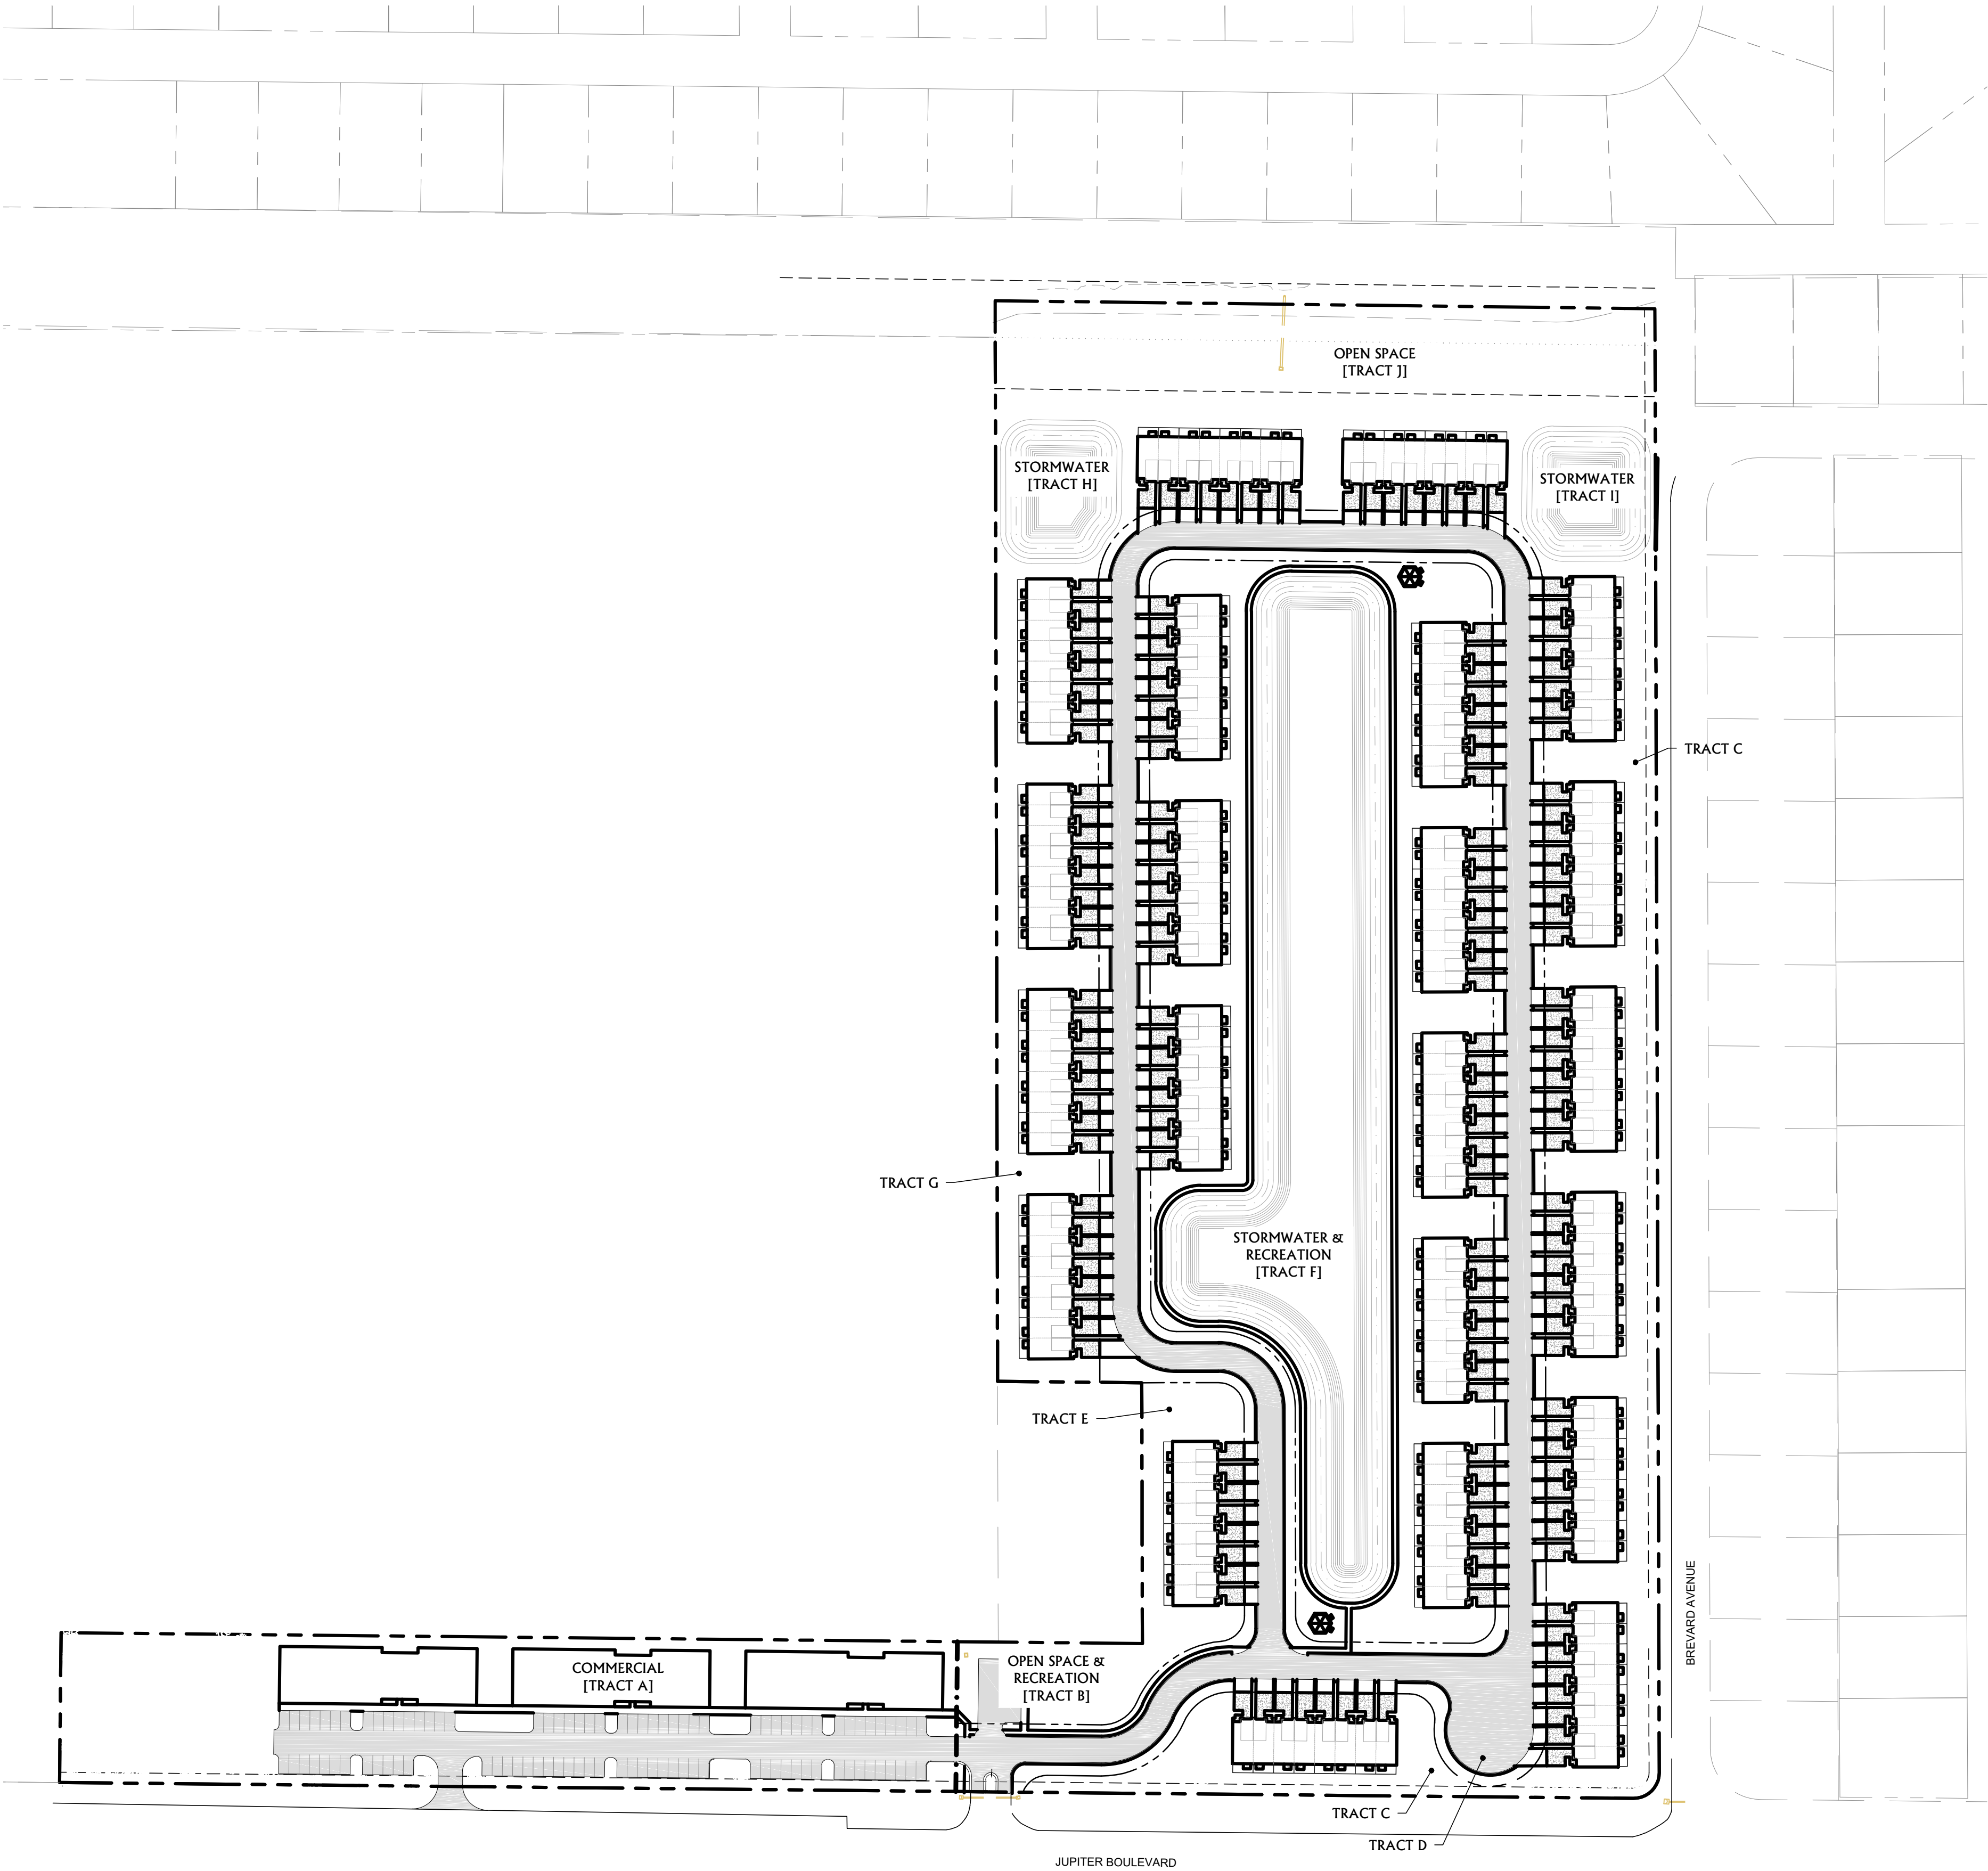 OPEN SPACE
[TRACT J]
STORMWATER
[TRACT H]
STORMWATER
[TRACT I]
TRACT C
TRACT G
STORMWATER &
RECREATION
[TRACT F]
TRACT E
BREVARD AVENUE
COMMERCIAL
[TRACT A]
OPEN SPACE &
RECREATION
[TRACT B]
TRACT C
TRACT D
JUPITER BOULEVARD